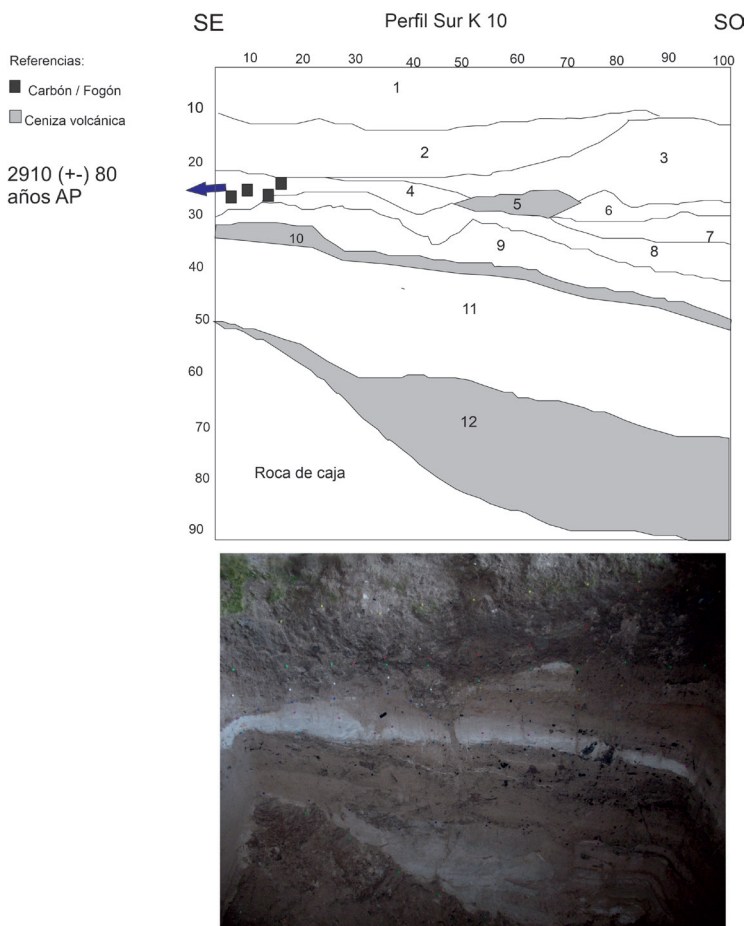 SE
Perfil Sur K 10
SO
Referencias:
Carbón / Fogón
Ceniza volcánica
2910 (+-) 80
años AP
10 20 30 40 50 60 70 80 90 100
10
20
30
40
50
60
70
80
90
1
2
3
4
5
6
7
8
9
10
11
12
Roca de caja